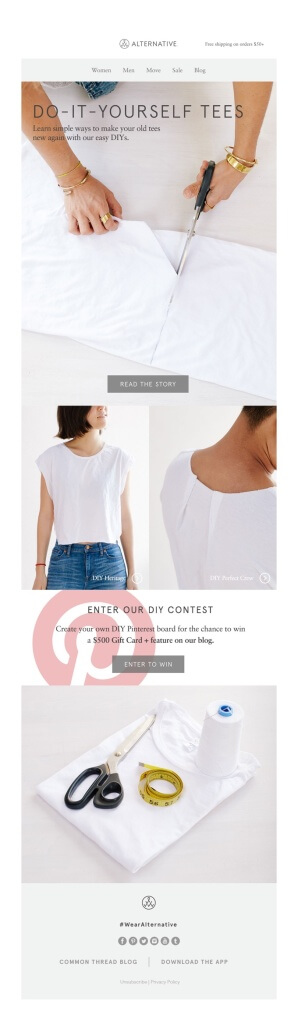 ALTERNATIVE
Free shipping on orders $50+
Women Men Move Sale Blog
DO-IT-YOURSELF TEES
Learn simple ways to make your old tees
new again with our easy DIYs.
READ THE STORY
DIY Heritage
DIY Perfect Crew
ENTER OUR DIY CONTEST
Create your own DIY Pinterest board for the chance to win
a $500 Gift Card + feature on our blog.
ENTER TO WIN
#WearAlternative
COMMON THREAD BLOG | DOWNLOAD THE APP
Unsubscribe | Privacy Policy